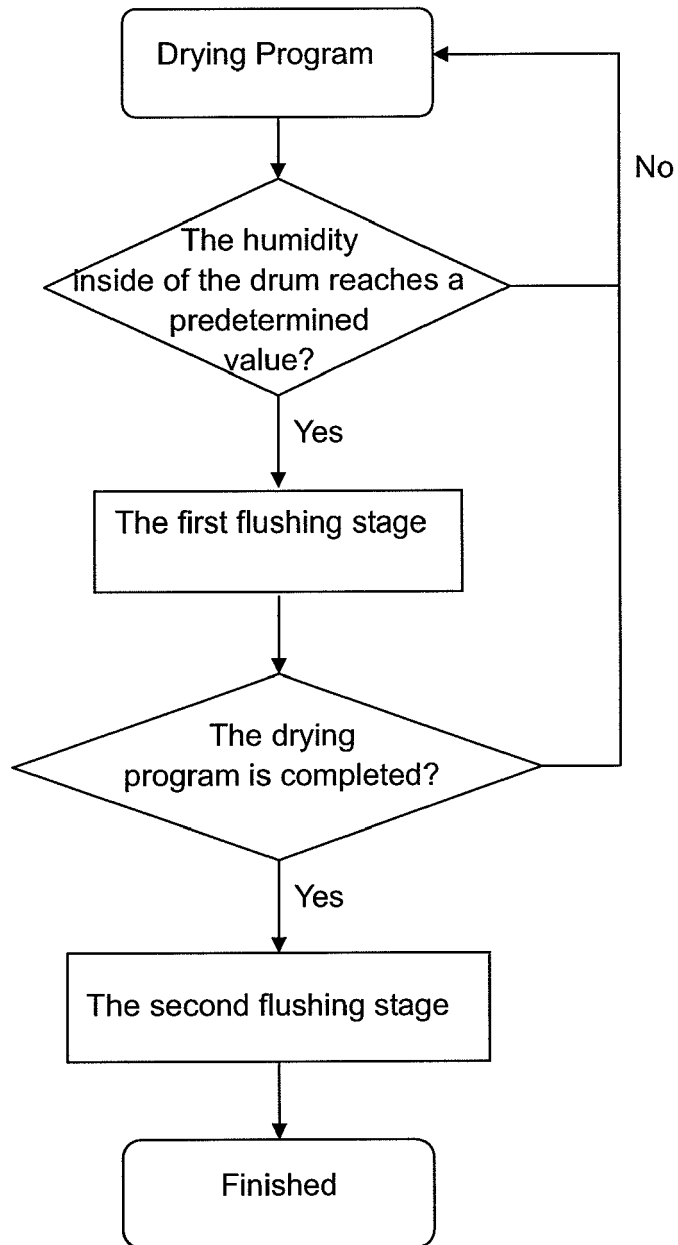 Drying Program
No
The humidity
inside of the drum reaches a
predetermined
value?
Yes
The first flushing stage
The drying
program is completed?
Yes
The second flushing stage
Finished